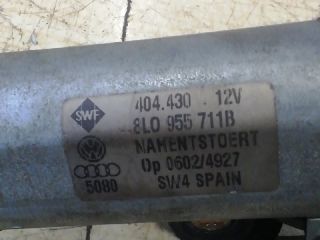 SWF
404.430 12V
8L0 955 711B
NAHENTSTOERT
Op 0602/4927
5080
SW4 SPAIN